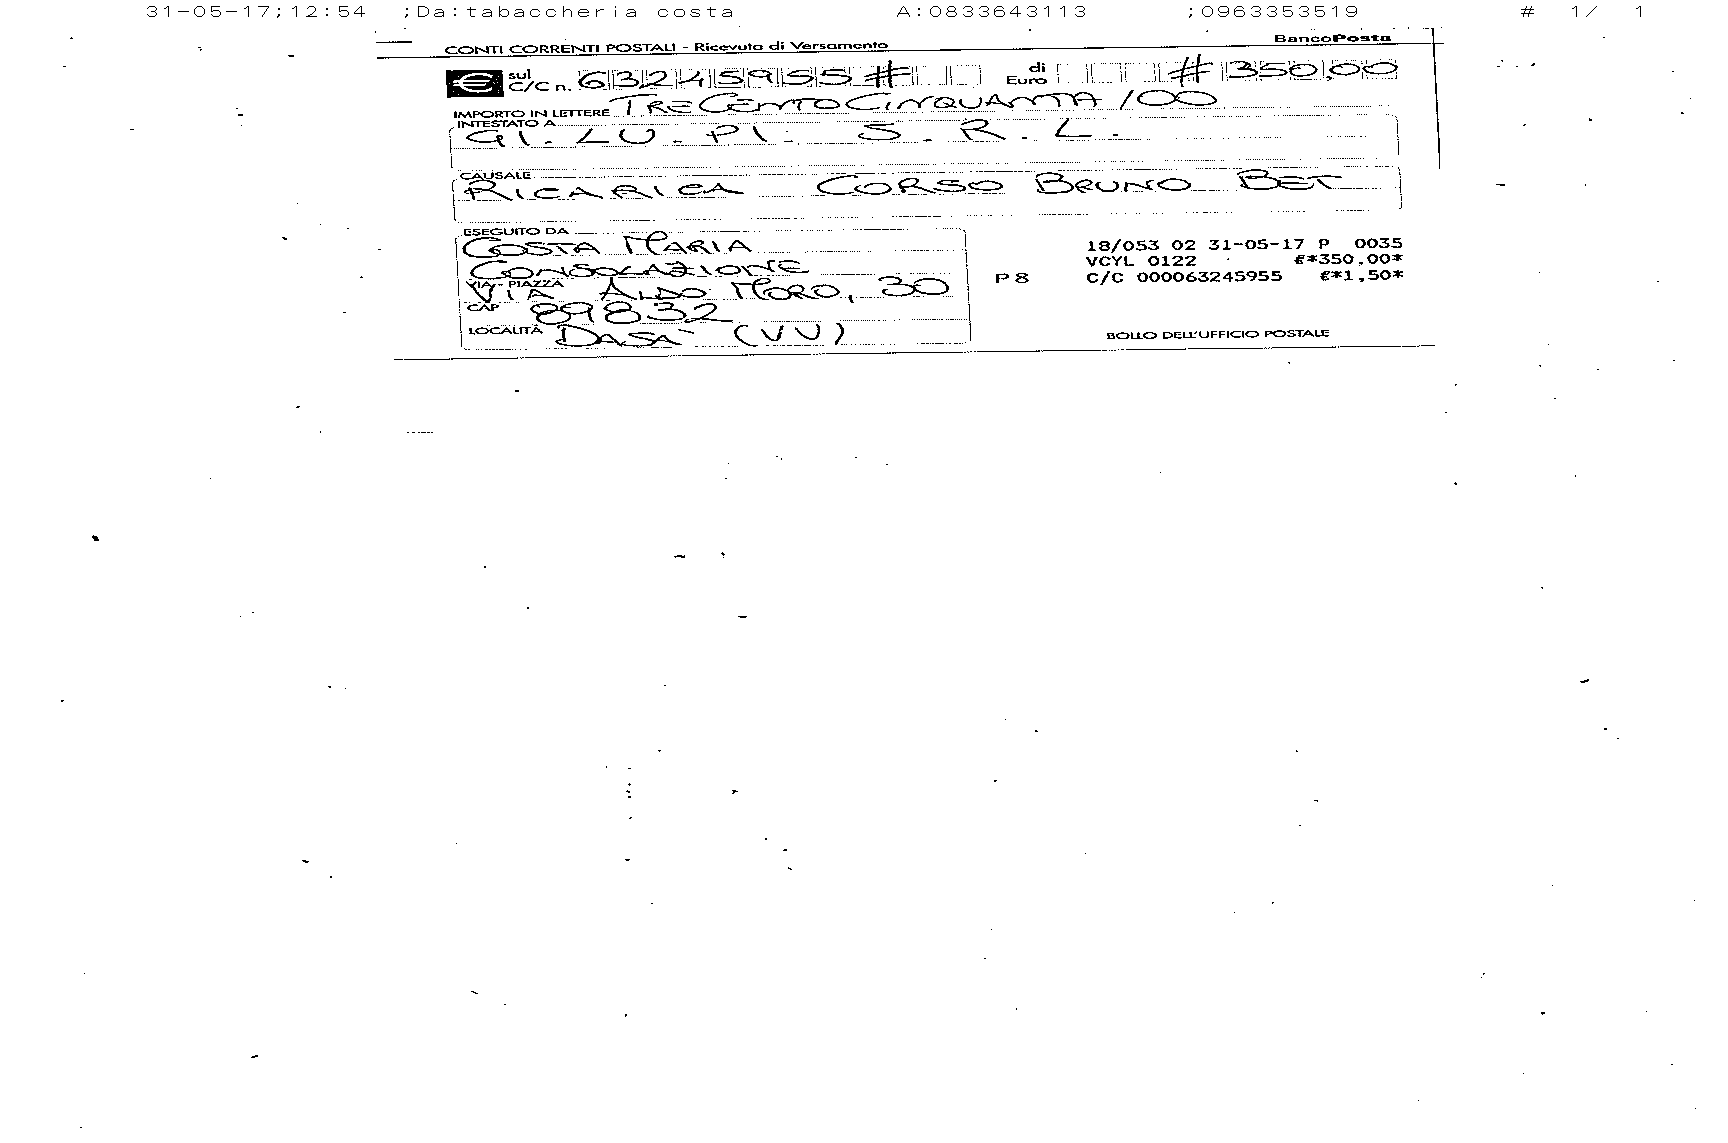 31-05-17;12:54 ;Da:tabaccheria costa A:0833643113 ;0963353519 # 1/ 1
CONTI CORRENTI POSTALI - Ricevuta di Versamento BancoPosta
€ sul C/C n. 63245955# di Euro #350,00
IMPORTO IN LETTERE TRECENTOCINQUANTA/00
INTESTATO A
GI. LU. PI. S. R. L.
CAUSALE
RICARICA CORSO BRUNO BET
ESEGUITO DA
COSTA MARIA
CONSOLAZIONE
VIA - PIAZZA
VIA ALDO MORO, 30
CAP 89832
LOCALITÀ DASA' (VV)
18/053 02 31-05-17 P 0035
VCYL 0122 €*350,00*
P8 C/C 000063245955 €*1,50*
BOLLO DELL'UFFICIO POSTALE